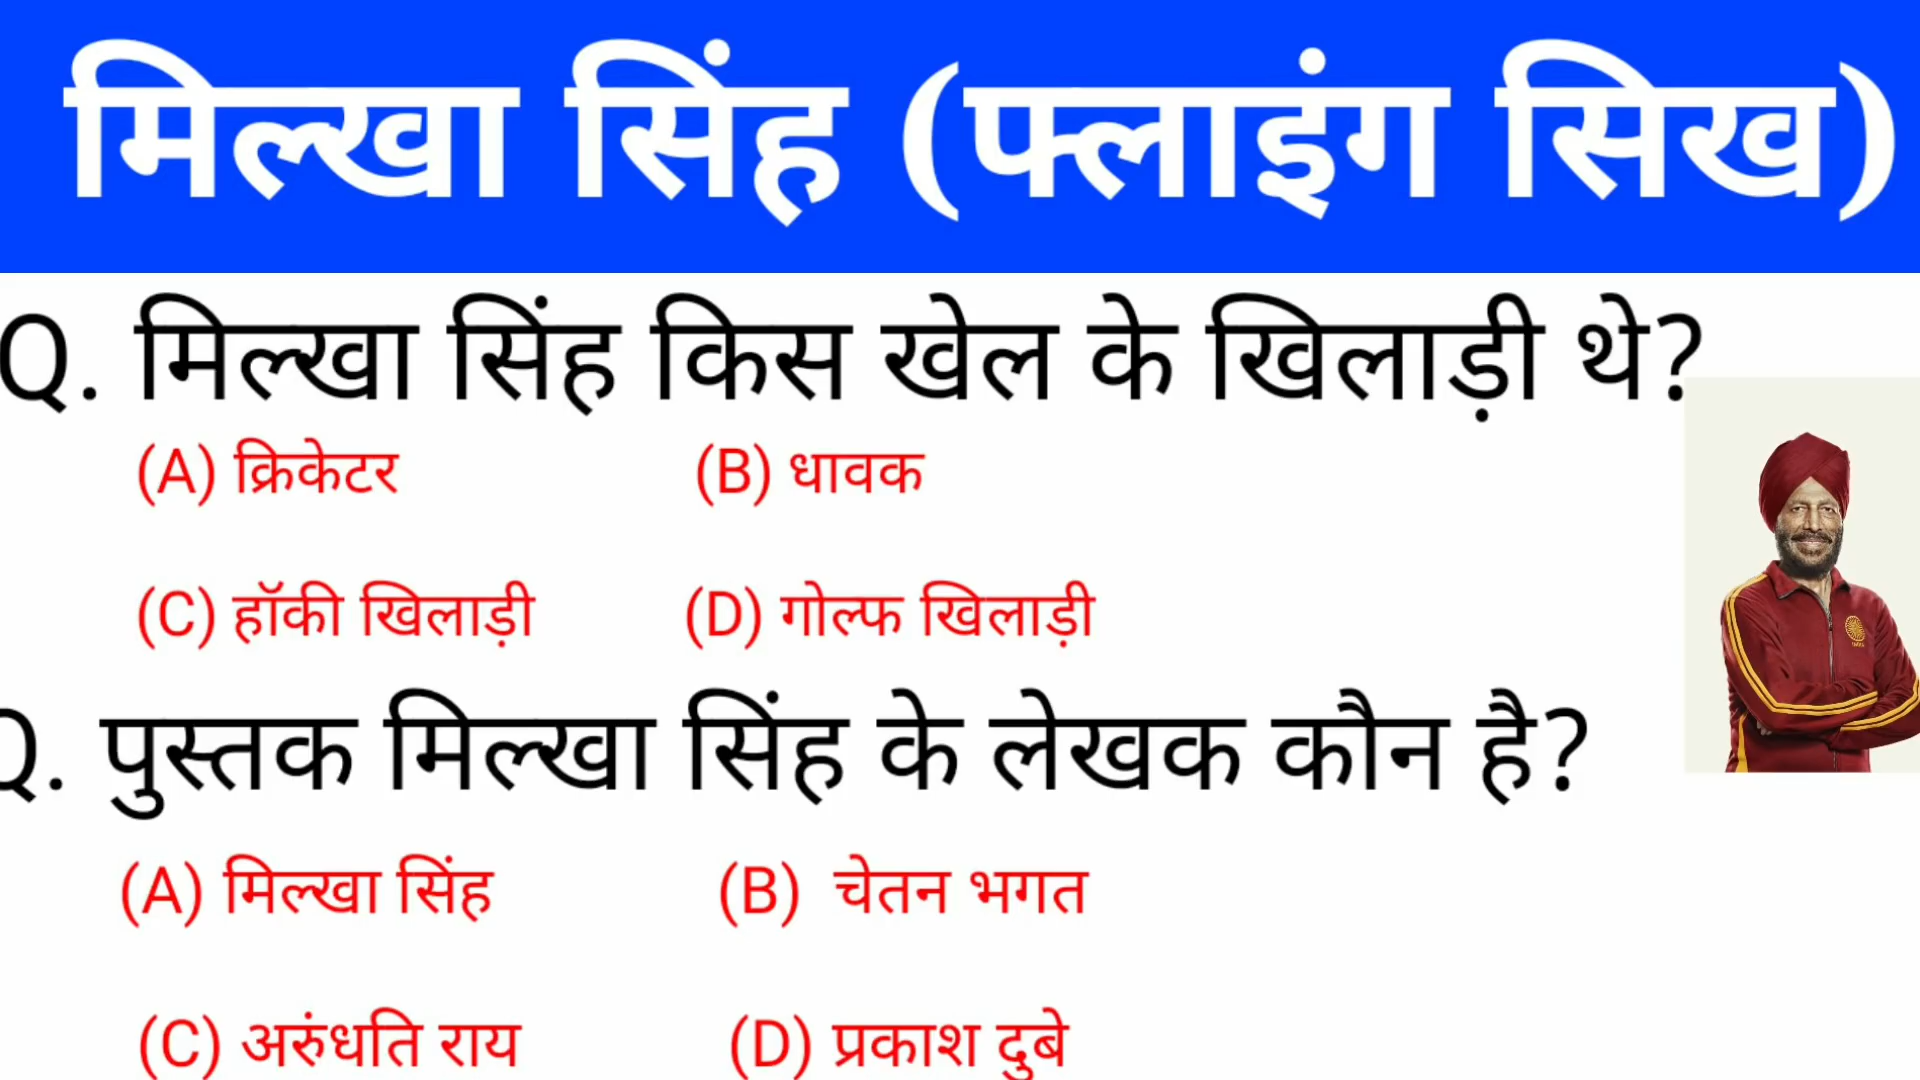 मिल्खा सिंह (फ्लाइंग सिख)
Q. मिल्खा सिंह किस खेल के खिलाड़ी थे?
(A) क्रिकेटर (B) धावक
(C) हॉकी खिलाड़ी (D) गोल्फ खिलाड़ी
Q. पुस्तक मिल्खा सिंह के लेखक कौन है?
(A) मिल्खा सिंह (B) चेतन भगत
(C) अरुंधति राय (D) प्रकाश दुबे